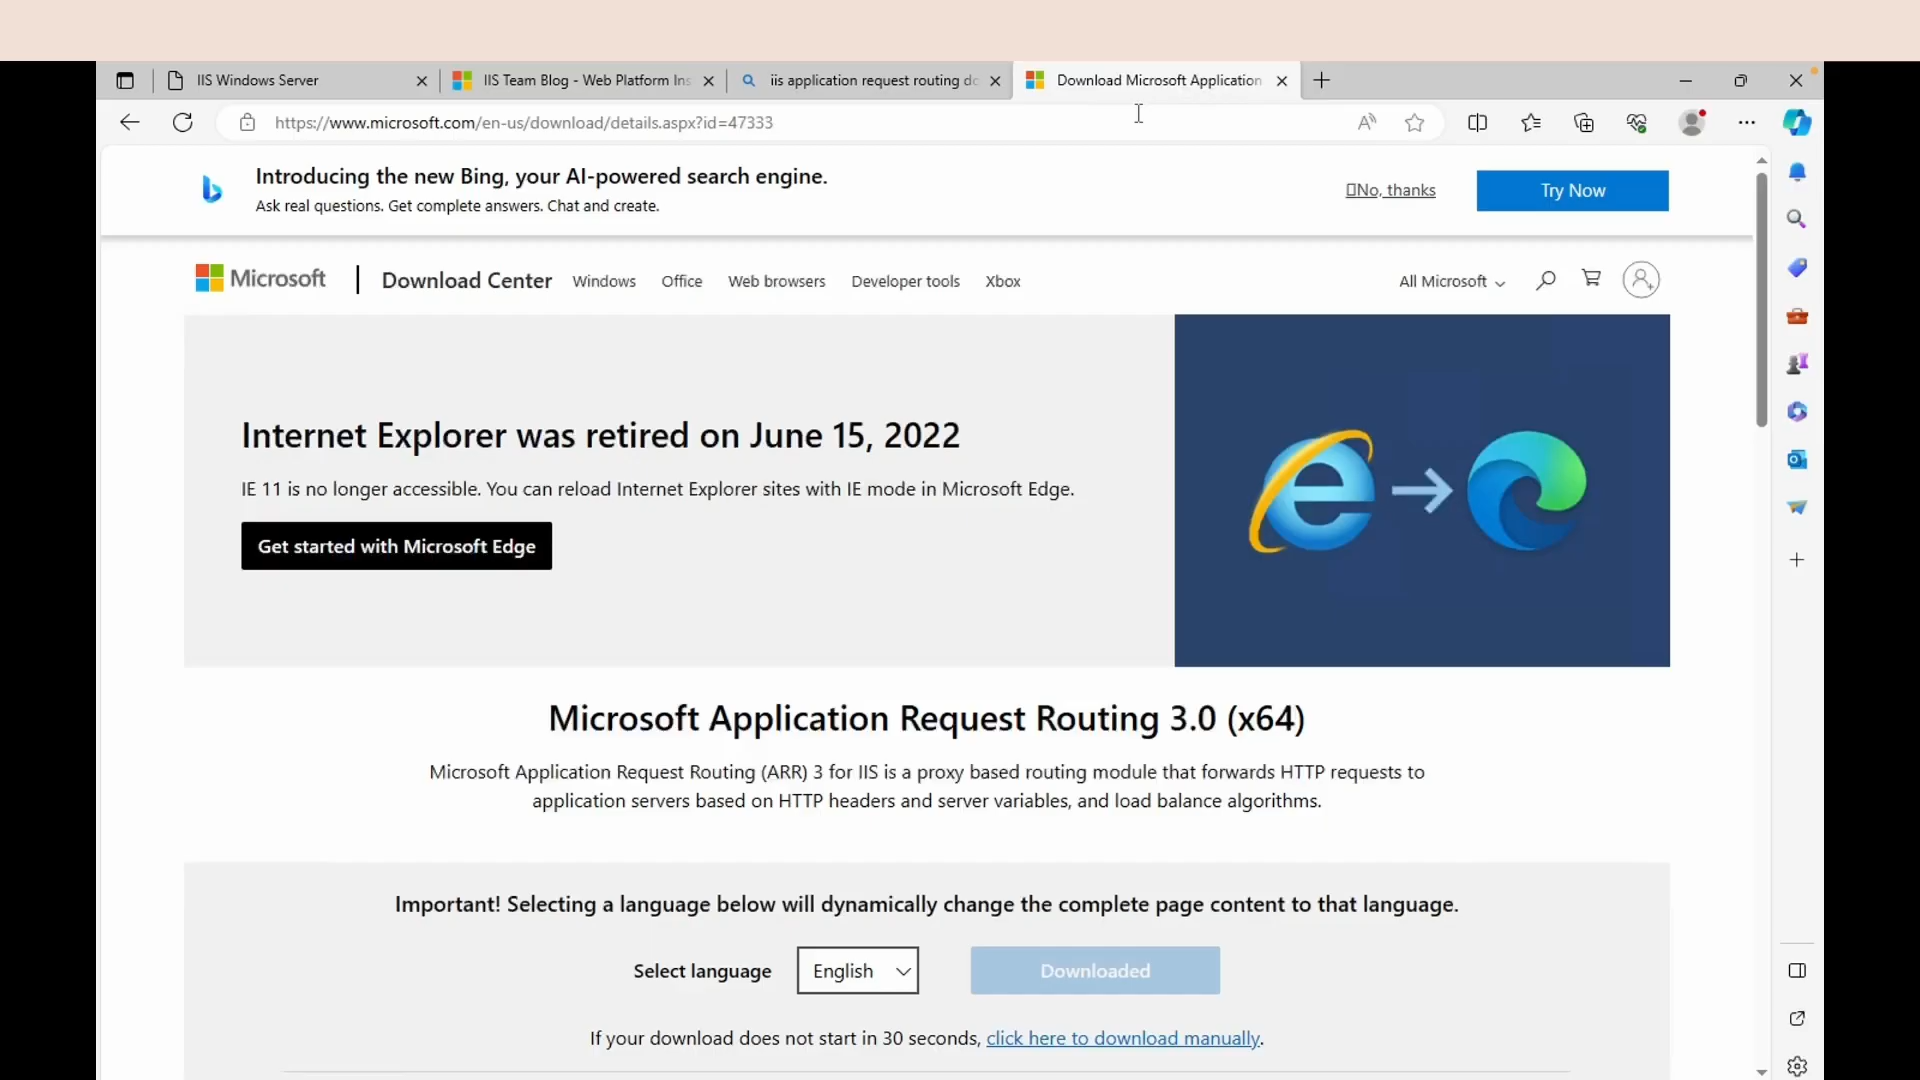 IIS Windows Server
IIS Team Blog - Web Platform Ins
iis application request routing do
Download Microsoft Application
https://www.microsoft.com/en-us/download/details.aspx?id=47333
Introducing the new Bing, your AI-powered search engine.
Ask real questions. Get complete answers. Chat and create.
No, thanks
Try Now
Microsoft
Download Center
Windows
Office
Web browsers
Developer tools
Xbox
All Microsoft
Internet Explorer was retired on June 15, 2022
IE 11 is no longer accessible. You can reload Internet Explorer sites with IE mode in Microsoft Edge.
Get started with Microsoft Edge
Microsoft Application Request Routing 3.0 (x64)
Microsoft Application Request Routing (ARR) 3 for IIS is a proxy based routing module that forwards HTTP requests to
application servers based on HTTP headers and server variables, and load balance algorithms.
Important! Selecting a language below will dynamically change the complete page content to that language.
Select language
English
Downloaded
If your download does not start in 30 seconds, click here to download manually.